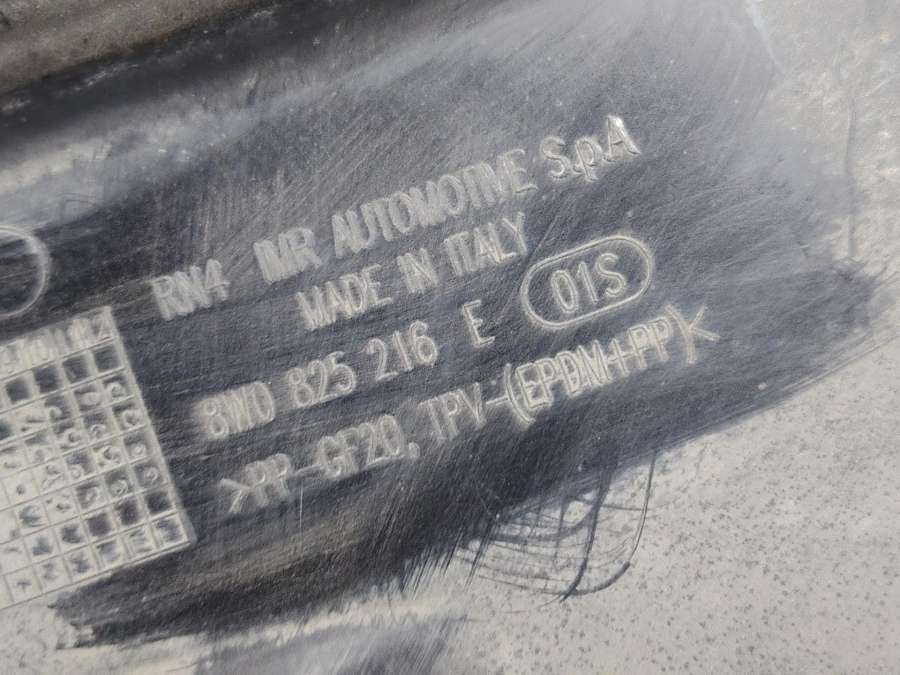 RN4 IMR AUTOMOTIVE S.p.A
MADE IN ITALY
8W0 825 216 E 01S
>PP-GF20, TPV-(EPDM+PP)<